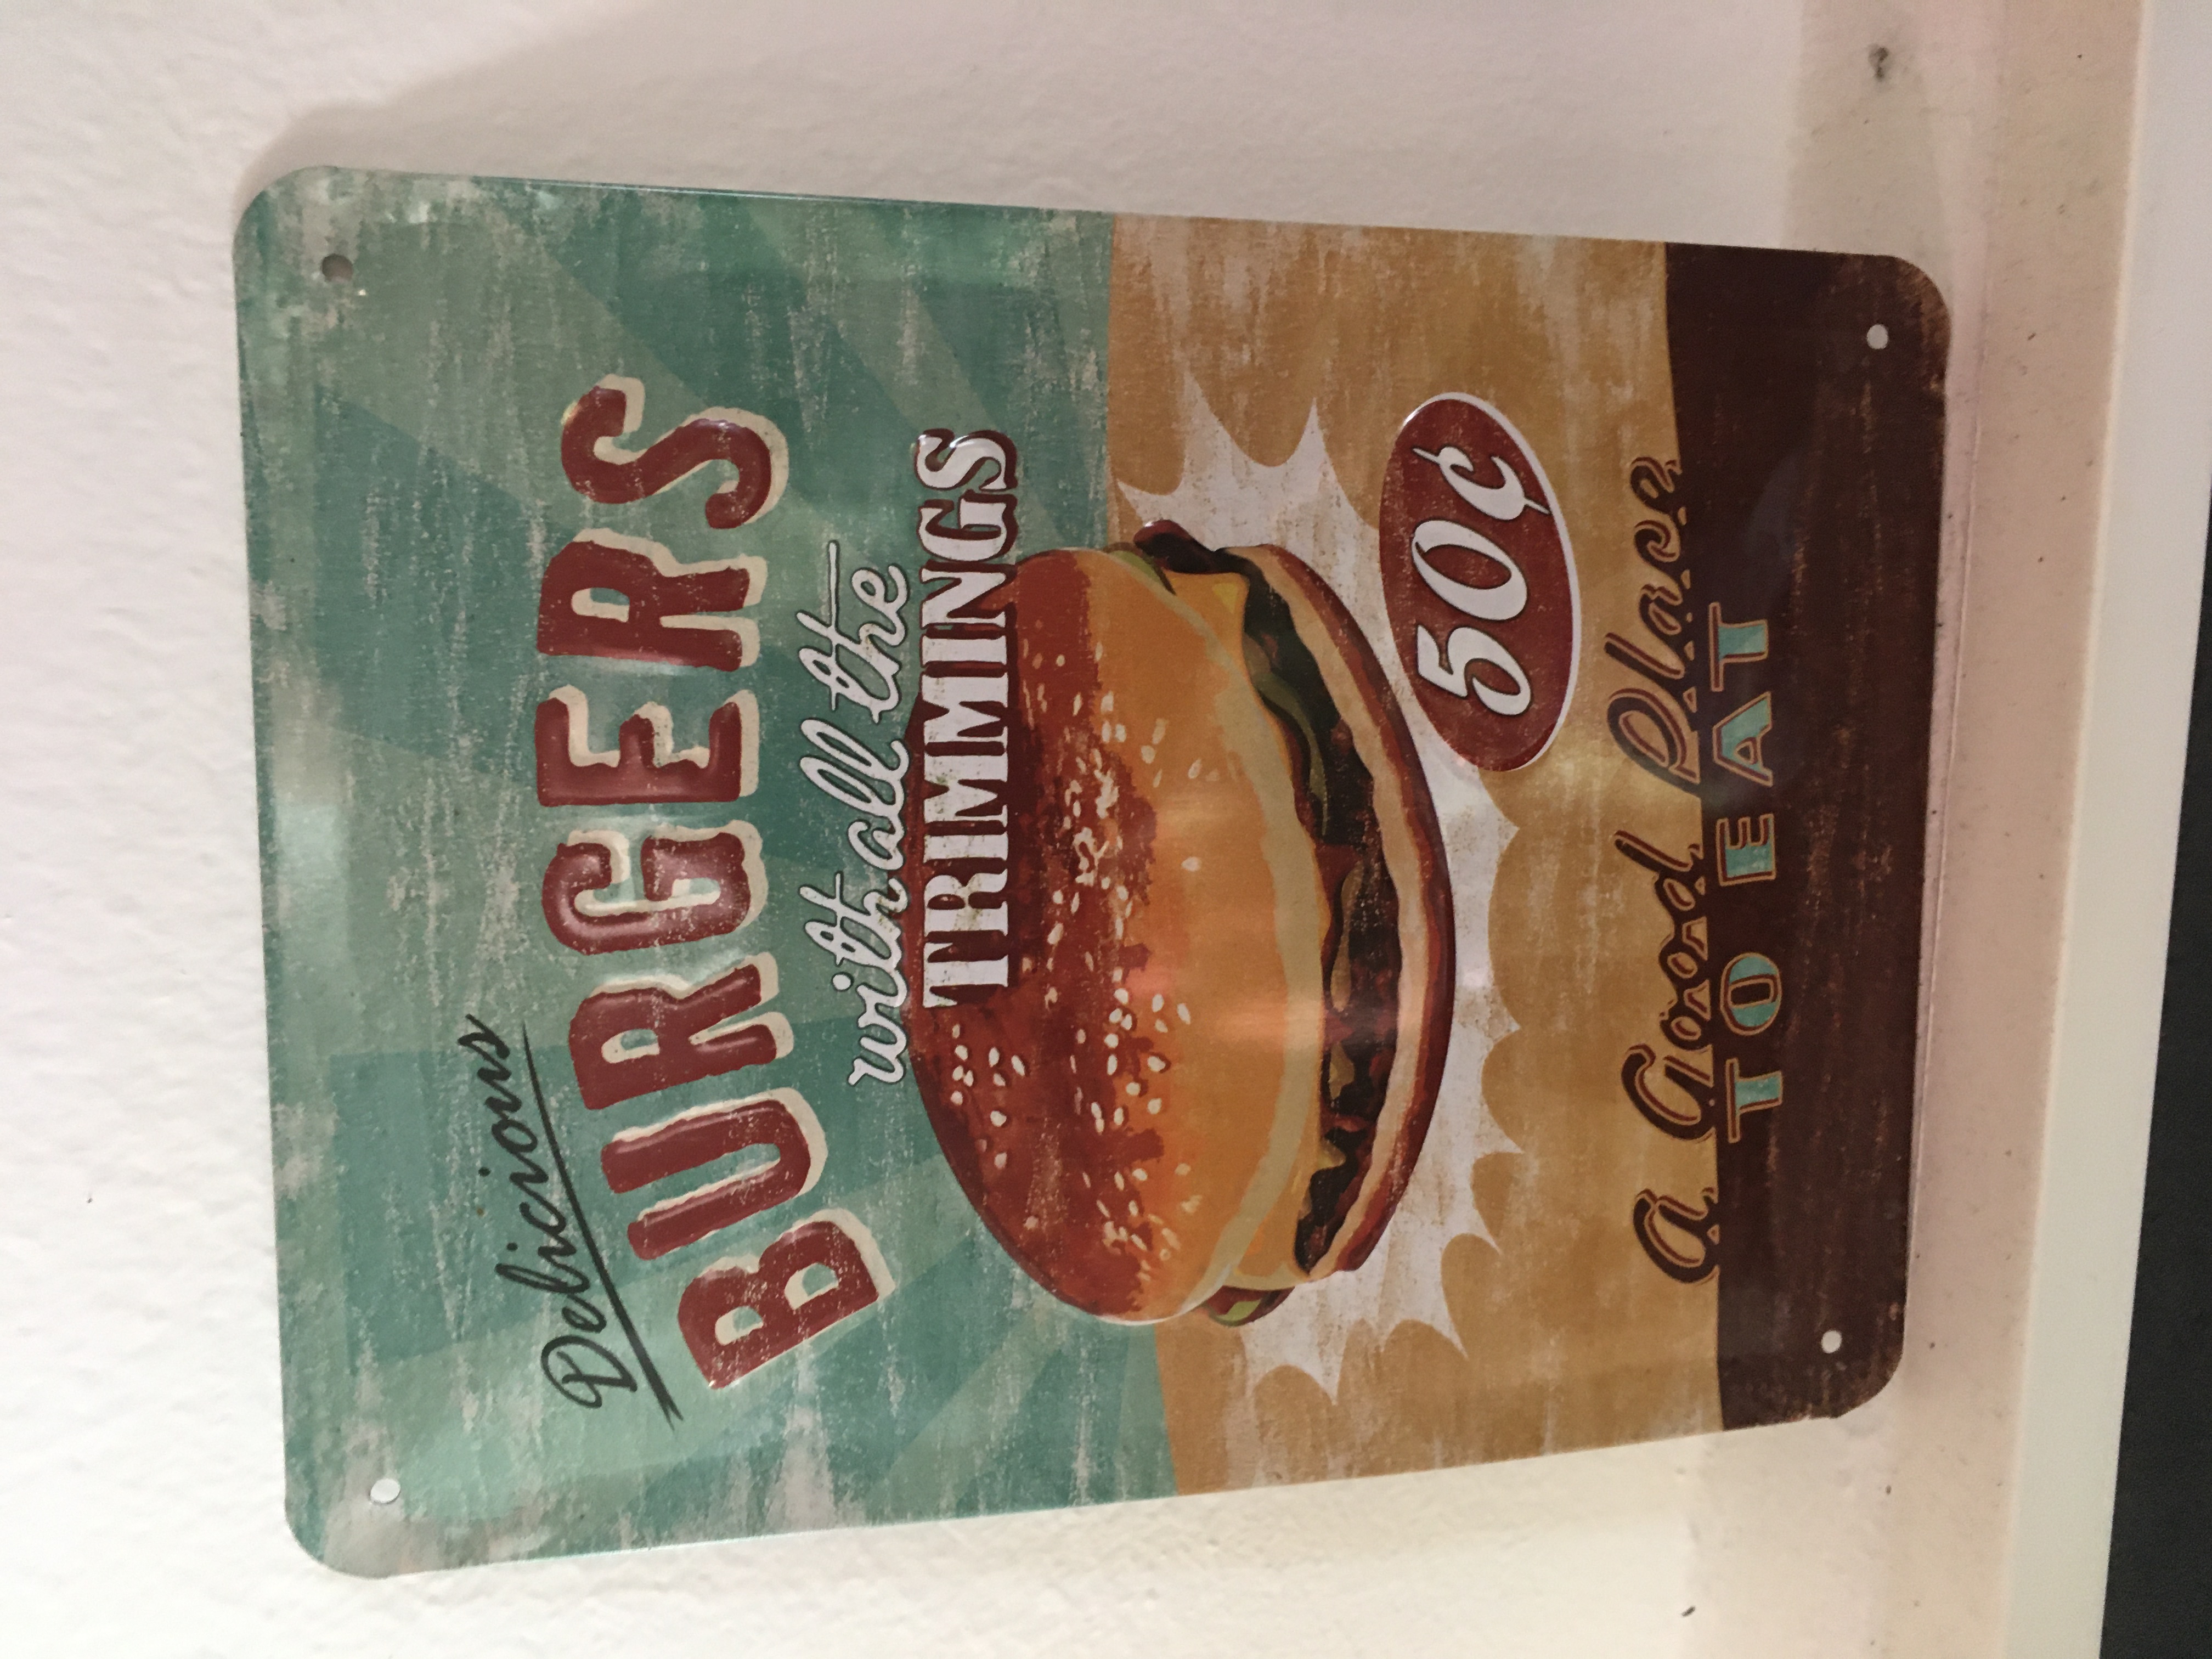 Delicious
BURGERS
with all the
TRIMMINGS
50¢
a Good Place
TO EAT